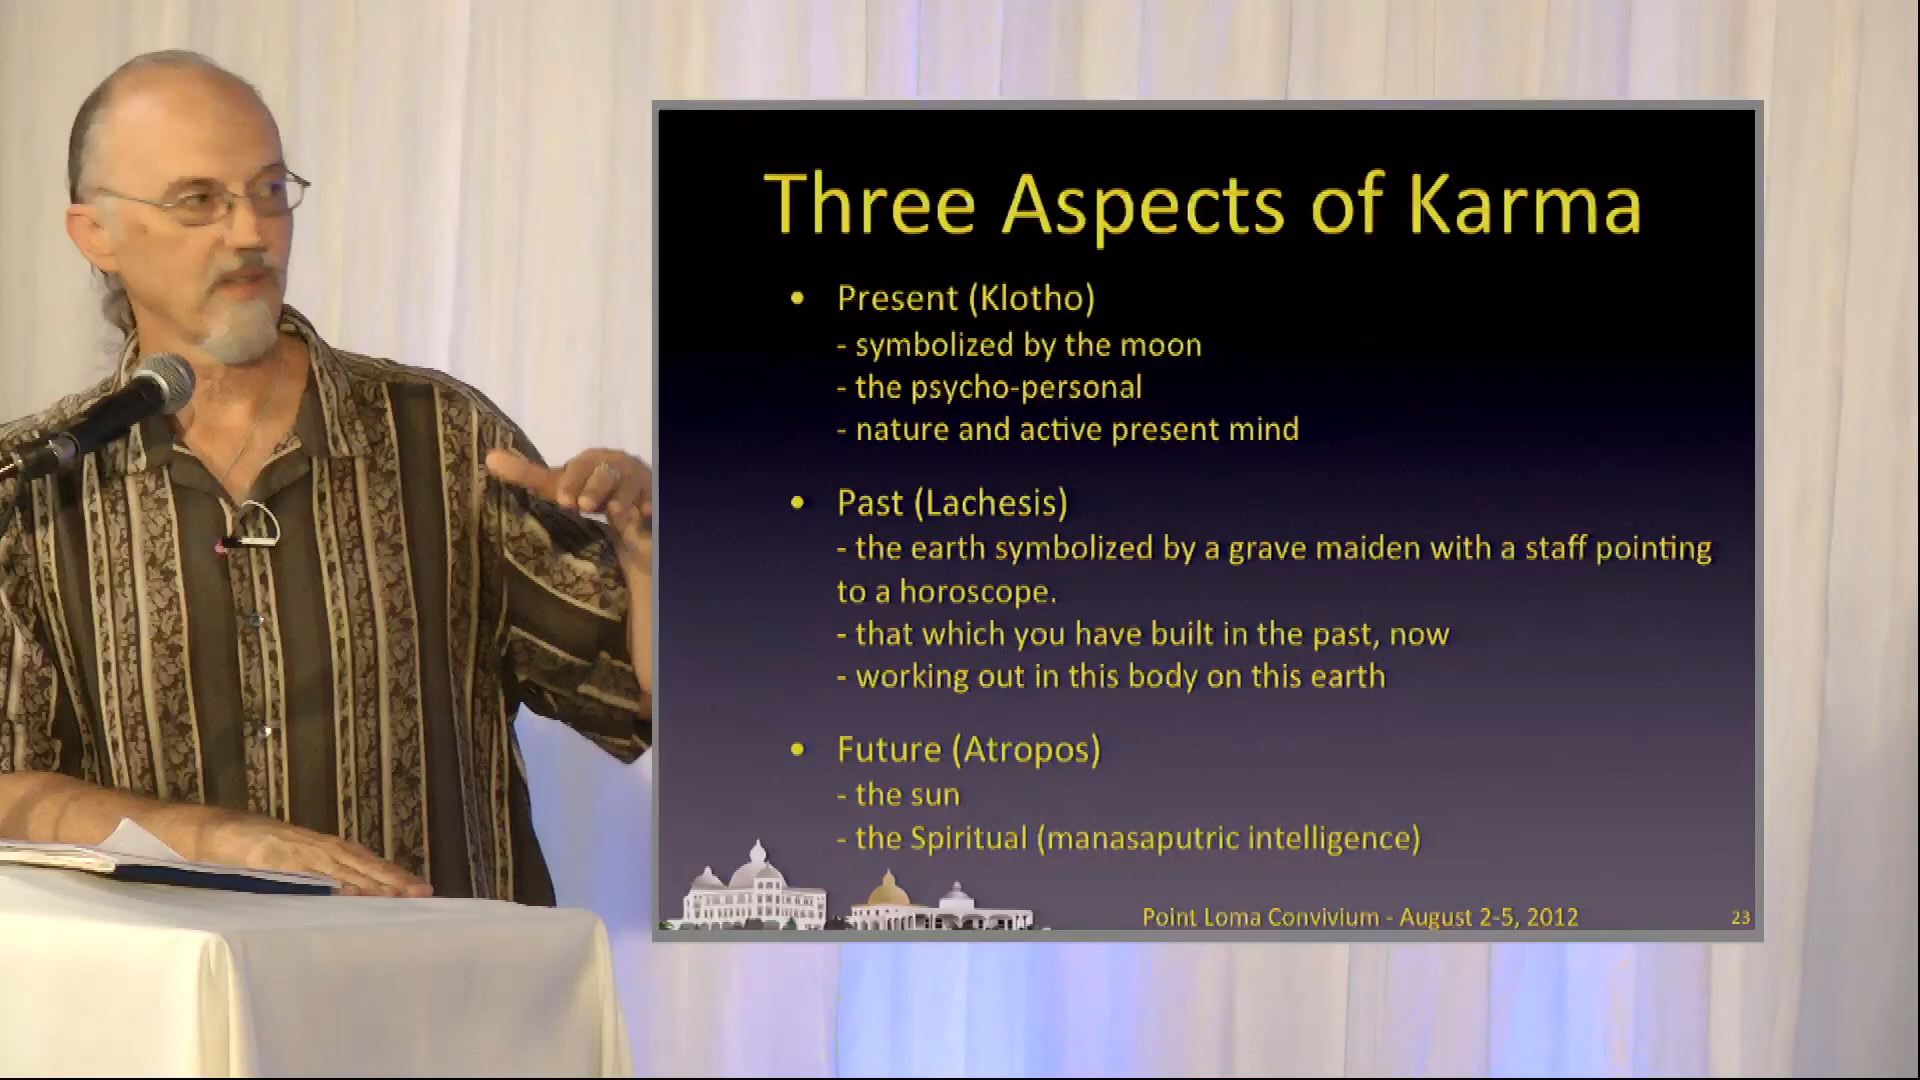 Three Aspects of Karma
• Present (Klotho)
- symbolized by the moon
- the psycho-personal
- nature and active present mind
• Past (Lachesis)
- the earth symbolized by a grave maiden with a staff pointing
to a horoscope.
- that which you have built in the past, now
- working out in this body on this earth
• Future (Atropos)
- the sun
- the Spiritual (manasaputric intelligence)
Point Loma Convivium - August 2-5, 2012
23